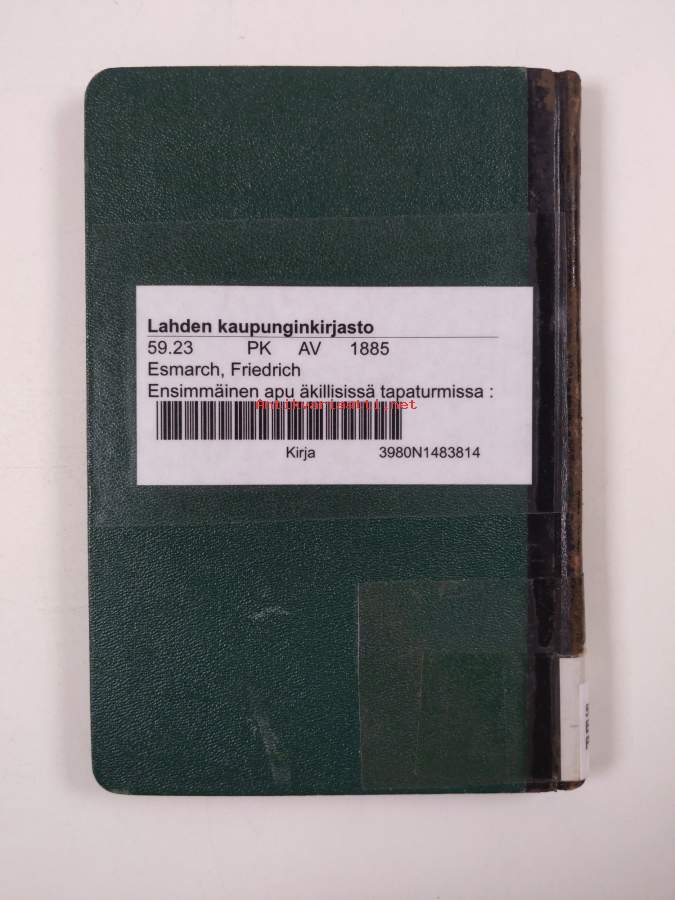 Lahden kaupunginkirjasto
59.23 PK AV 1885
Esmarch, Friedrich
Ensimmäinen apu äkillisissä tapaturmissa :
Antikvariaatti.net
Kirja 3980N1483814